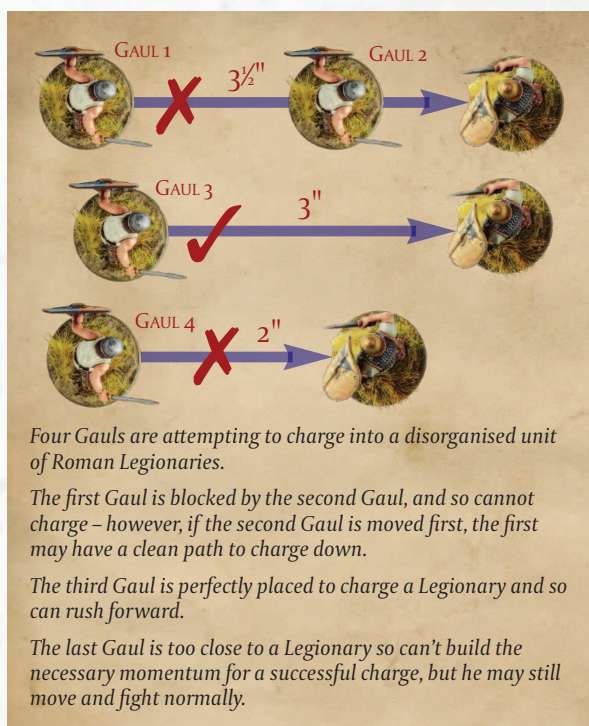 Gaul 1
Gaul 2
3½"
Gaul 3
3"
Gaul 4
2"
Four Gauls are attempting to charge into a disorganised unit
of Roman Legionaries.
The first Gaul is blocked by the second Gaul, and so cannot
charge – however, if the second Gaul is moved first, the first
may have a clean path to charge down.
The third Gaul is perfectly placed to charge a Legionary and so
can rush forward.
The last Gaul is too close to a Legionary so can't build the
necessary momentum for a successful charge, but he may still
move and fight normally.